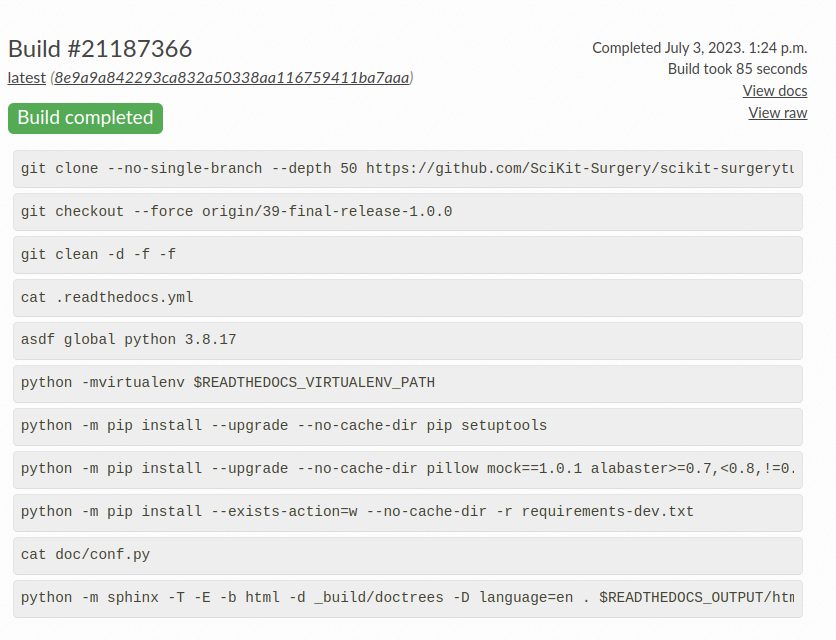 Build #21187366
Completed July 3, 2023. 1:24 p.m.
latest (8e9a9a842293ca832a50338aa116759411ba7aaa)
Build took 85 seconds
View docs
Build completed
View raw
git clone --no-single-branch --depth 50 https://github.com/SciKit-Surgery/scikit-surgerytu
git checkout --force origin/39-final-release-1.0.0
git clean -d -f -f
cat .readthedocs.yml
asdf global python 3.8.17
python -mvirtualenv $READTHEDOCS_VIRTUALENV_PATH
python -m pip install --upgrade --no-cache-dir pip setuptools
python -m pip install --upgrade --no-cache-dir pillow mock==1.0.1 alabaster>=0.7,<0.8,!=0.
python -m pip install --exists-action=w --no-cache-dir -r requirements-dev.txt
cat doc/conf.py
python -m sphinx -T -E -b html -d _build/doctrees -D language=en . $READTHEDOCS_OUTPUT/htm